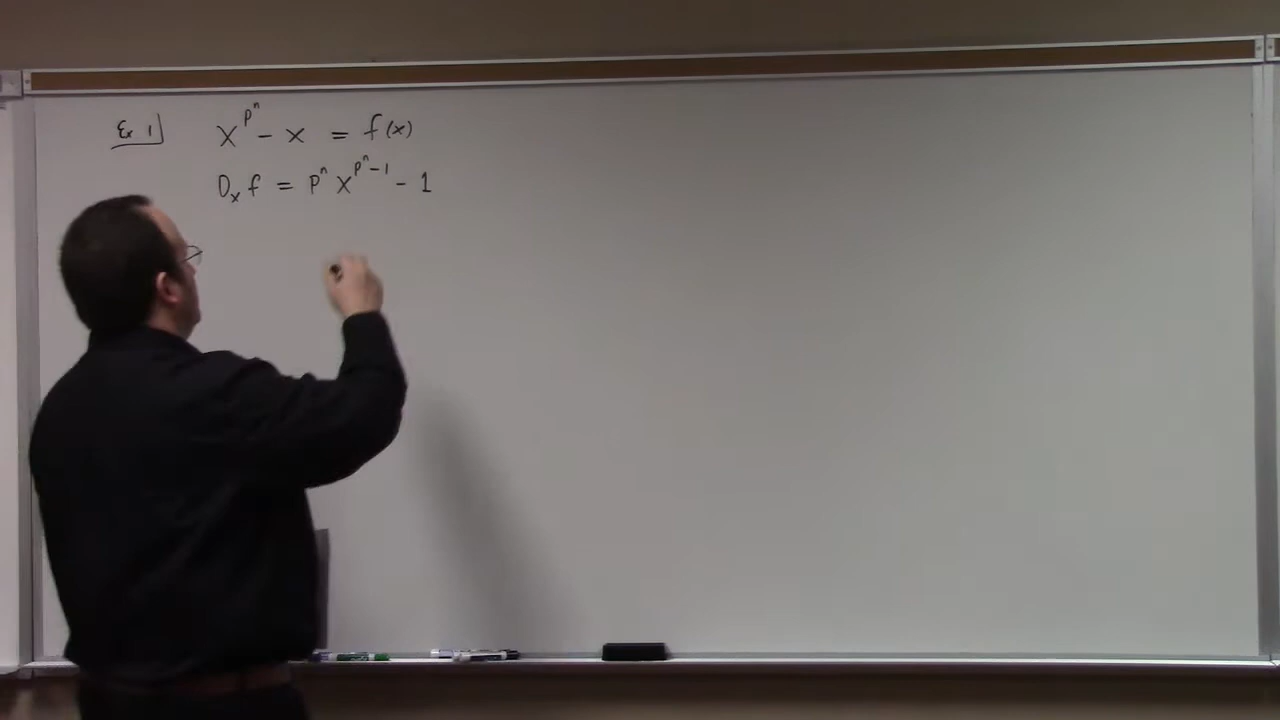 Ex 1 x^{p^n} - x = f(x)
D_x f = p^n x^{p^n - 1} - 1